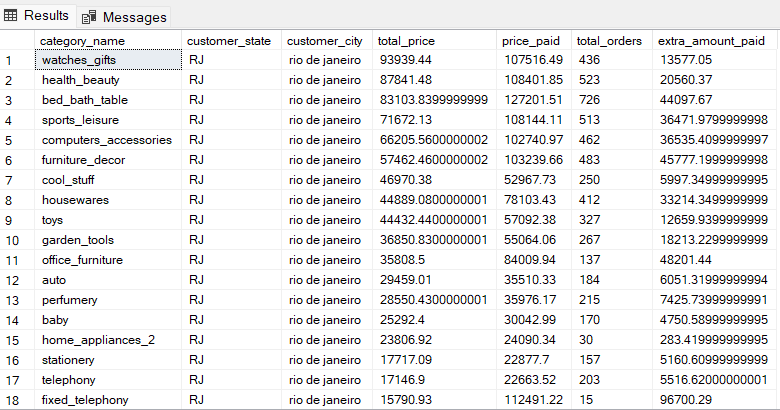 Results Messages
category_name customer_state customer_city total_price price_paid total_orders extra_amount_paid
1 watches_gifts RJ rio de janeiro 93939.44 107516.49 436 13577.05
2 health_beauty RJ rio de janeiro 87841.48 108401.85 523 20560.37
3 bed_bath_table RJ rio de janeiro 83103.8399999999 127201.51 726 44097.67
4 sports_leisure RJ rio de janeiro 71672.13 108144.11 513 36471.9799999998
5 computers_accessories RJ rio de janeiro 66205.5600000002 102740.97 462 36535.4099999997
6 furniture_decor RJ rio de janeiro 57462.4600000002 103239.66 483 45777.1999999998
7 cool_stuff RJ rio de janeiro 46970.38 52967.73 250 5997.34999999995
8 housewares RJ rio de janeiro 44889.0800000001 78103.43 412 33214.3499999999
9 toys RJ rio de janeiro 44432.4400000001 57092.38 327 12659.9399999999
10 garden_tools RJ rio de janeiro 36850.8300000001 55064.06 267 18213.2299999999
11 office_furniture RJ rio de janeiro 35808.5 84009.94 137 48201.44
12 auto RJ rio de janeiro 29459.01 35510.33 184 6051.31999999994
13 perfumery RJ rio de janeiro 28550.4300000001 35976.17 215 7425.73999999991
14 baby RJ rio de janeiro 25292.4 30042.99 170 4750.58999999995
15 home_appliances_2 RJ rio de janeiro 23806.92 24090.34 30 283.419999999995
16 stationery RJ rio de janeiro 17717.09 22877.7 157 5160.60999999999
17 telephony RJ rio de janeiro 17146.9 22663.52 203 5516.62000000001
18 fixed_telephony RJ rio de janeiro 15790.93 112491.22 15 96700.29